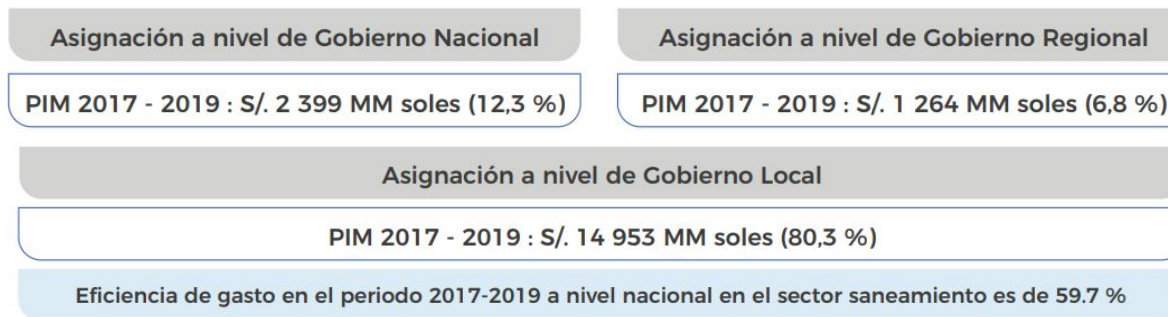 Asignación a nivel de Gobierno Nacional
PIM 2017 - 2019 : S/. 2 399 MM soles (12,3 %)
Asignación a nivel de Gobierno Regional
PIM 2017 - 2019 : S/. 1 264 MM soles (6,8 %)
Asignación a nivel de Gobierno Local
PIM 2017 - 2019 : S/. 14 953 MM soles (80,3 %)
Eficiencia de gasto en el periodo 2017-2019 a nivel nacional en el sector saneamiento es de 59.7 %